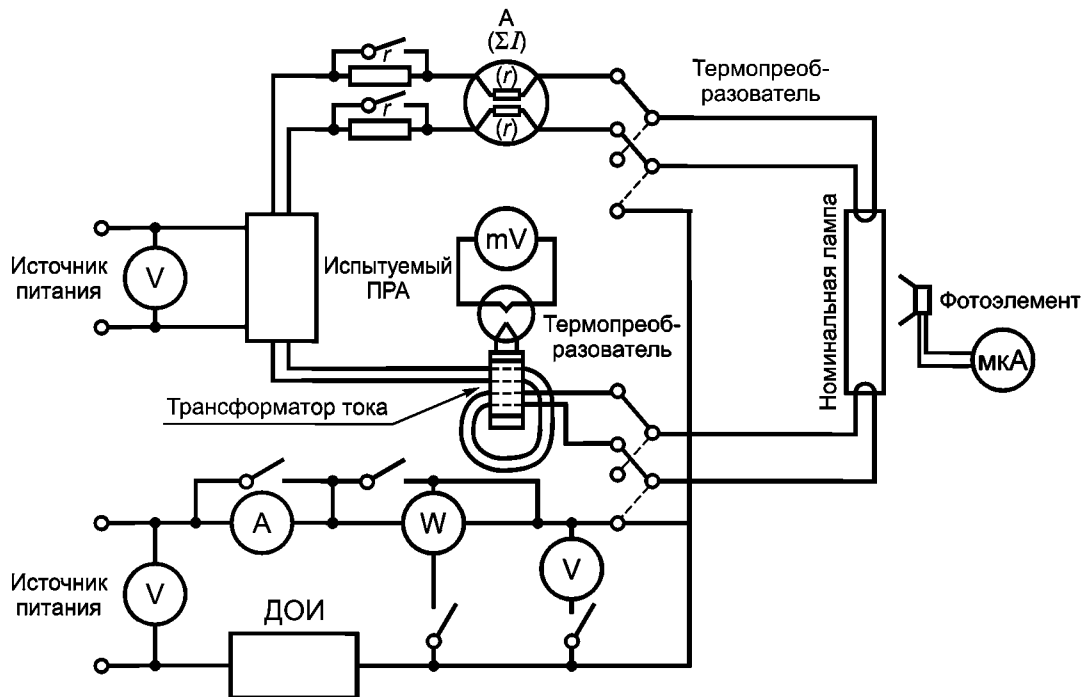 A
(ΣI)
r
(r)
r
(r)
Термопреоб-
разователь
mV
Источник
питания
V
Испытуемый
ПРА
Термопреоб-
разователь
Номинальная лампа
Фотоэлемент
мкА
Трансформатор тока
A
W
V
Источник
питания
V
ДОИ